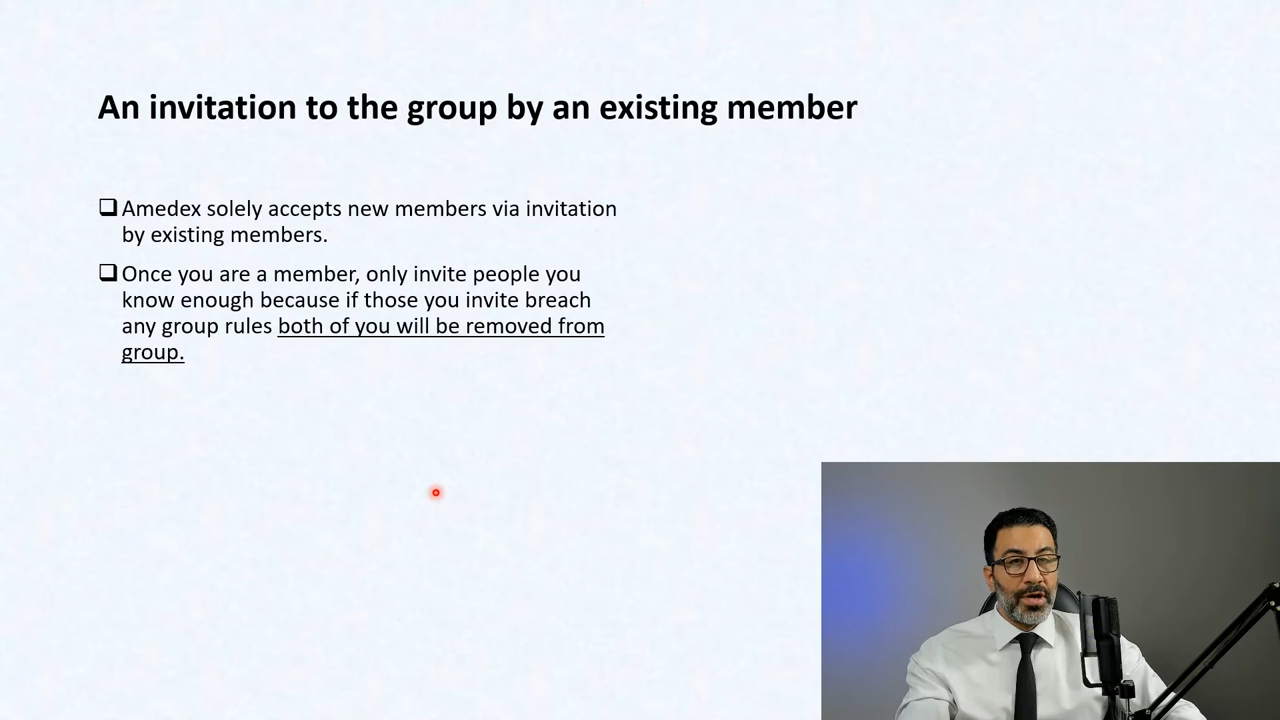 An invitation to the group by an existing member
Amedex solely accepts new members via invitation
by existing members.
Once you are a member, only invite people you
know enough because if those you invite breach
any group rules both of you will be removed from
group.